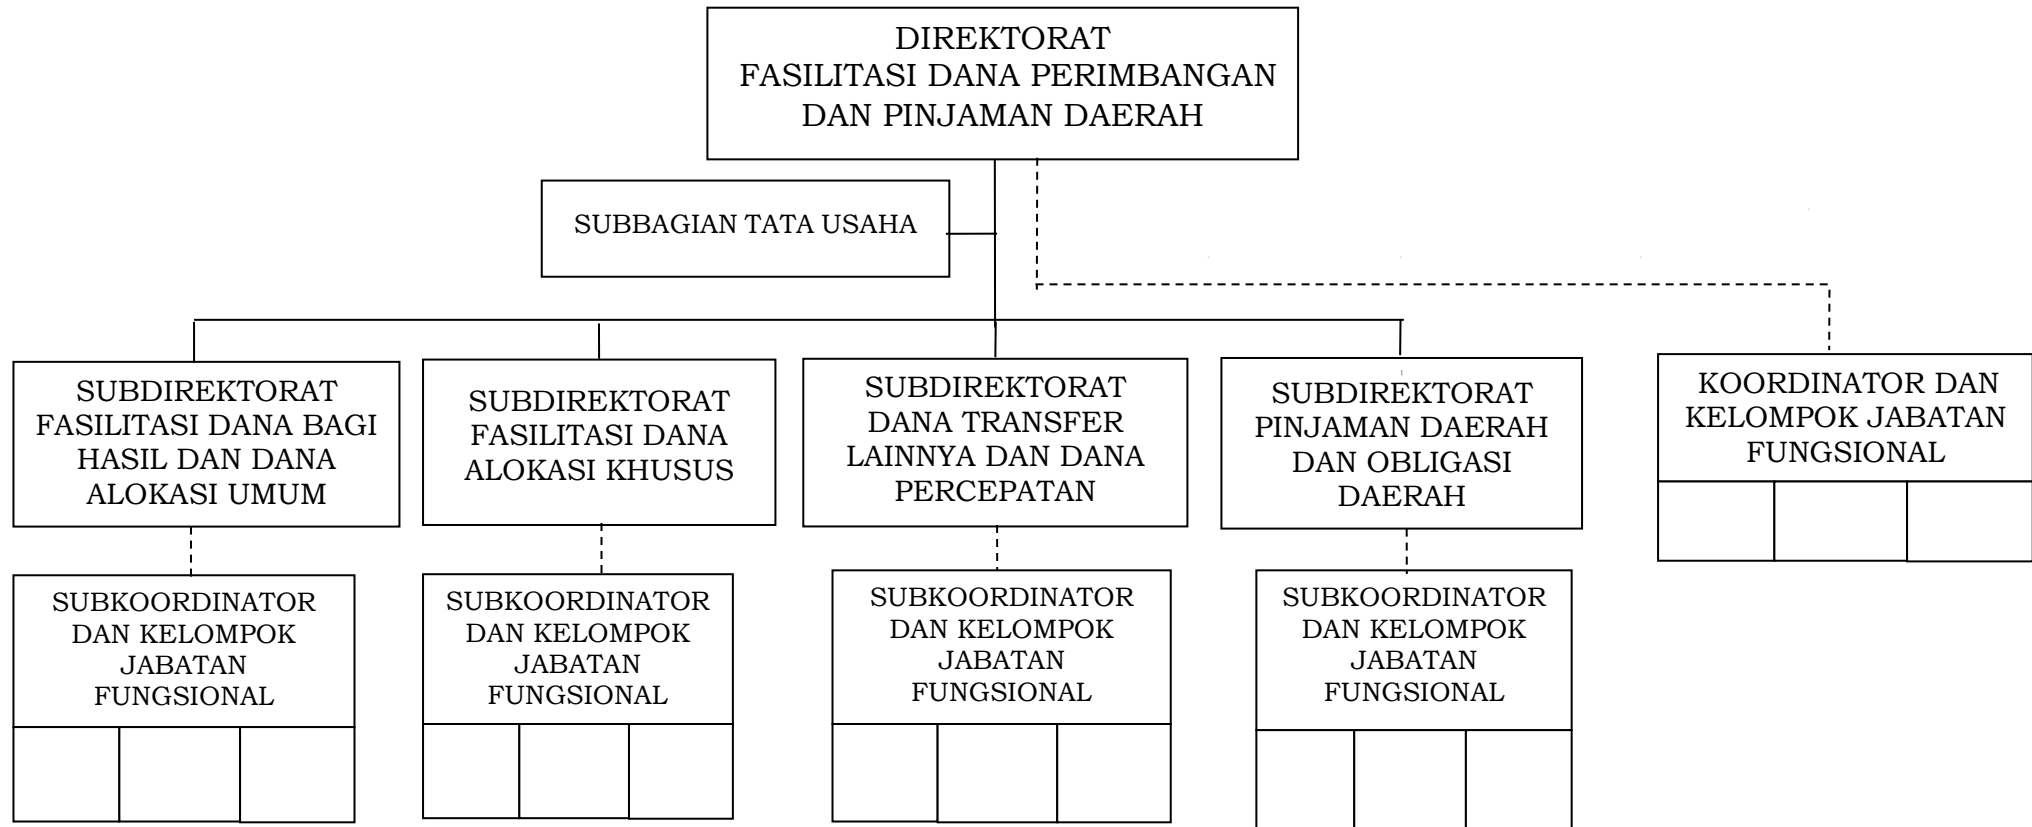 DIREKTORAT
FASILITASI DANA PERIMBANGAN
DAN PINJAMAN DAERAH
SUBBAGIAN TATA USAHA
SUBDIREKTORAT
FASILITASI DANA BAGI
HASIL DAN DANA
ALOKASI UMUM
SUBDIREKTORAT
FASILITASI DANA
ALOKASI KHUSUS
SUBDIREKTORAT
DANA TRANSFER
LAINNYA DAN DANA
PERCEPATAN
SUBDIREKTORAT
PINJAMAN DAERAH
DAN OBLIGASI
DAERAH
KOORDINATOR DAN
KELOMPOK JABATAN
FUNGSIONAL
SUBKOORDINATOR
DAN KELOMPOK
JABATAN
FUNGSIONAL
SUBKOORDINATOR
DAN KELOMPOK
JABATAN
FUNGSIONAL
SUBKOORDINATOR
DAN KELOMPOK
JABATAN
FUNGSIONAL
SUBKOORDINATOR
DAN KELOMPOK
JABATAN
FUNGSIONAL